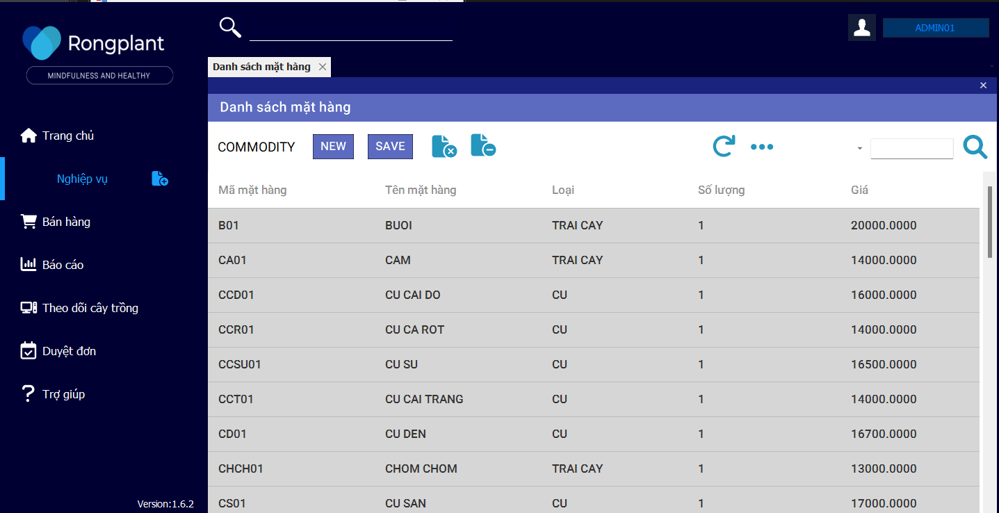 Rongplant
MINDFULNESS AND HEALTHY
ADMIN01
Trang chủ
Nghiệp vụ
Bán hàng
Báo cáo
Theo dõi cây trồng
Duyệt đơn
Trợ giúp
Version:1.6.2
Danh sách mặt hàng
Danh sách mặt hàng
COMMODITY NEW SAVE
Mã mặt hàng Tên mặt hàng Loại Số lượng Giá
B01 BUOI TRAI CAY 1 20000.0000
CA01 CAM TRAI CAY 1 14000.0000
CCD01 CU CAI DO CU 1 16000.0000
CCR01 CU CA ROT CU 1 14000.0000
CCSU01 CU SU CU 1 16500.0000
CCT01 CU CAI TRANG CU 1 14000.0000
CD01 CU DEN CU 1 16700.0000
CHCH01 CHOM CHOM TRAI CAY 1 13000.0000
CS01 CU SAN CU 1 17000.0000